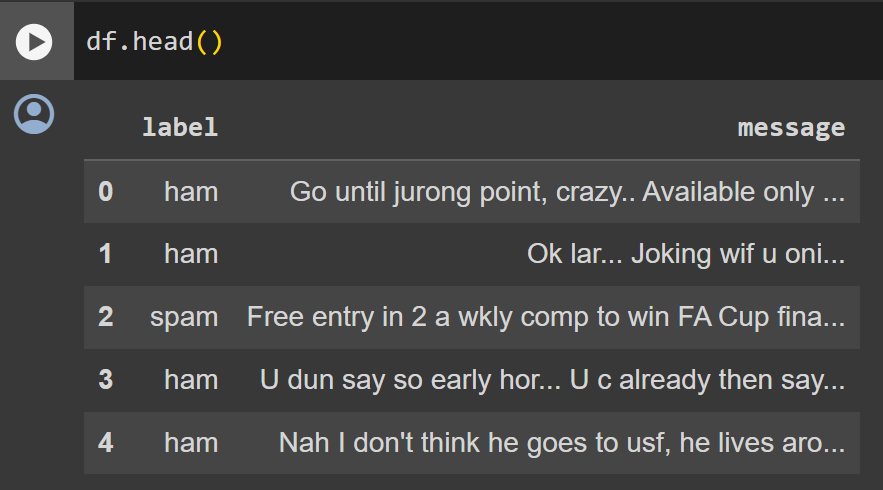 df.head()
label message
0 ham Go until jurong point, crazy.. Available only ...
1 ham Ok lar... Joking wif u oni...
2 spam Free entry in 2 a wkly comp to win FA Cup fina...
3 ham U dun say so early hor... U c already then say...
4 ham Nah I don't think he goes to usf, he lives aro...